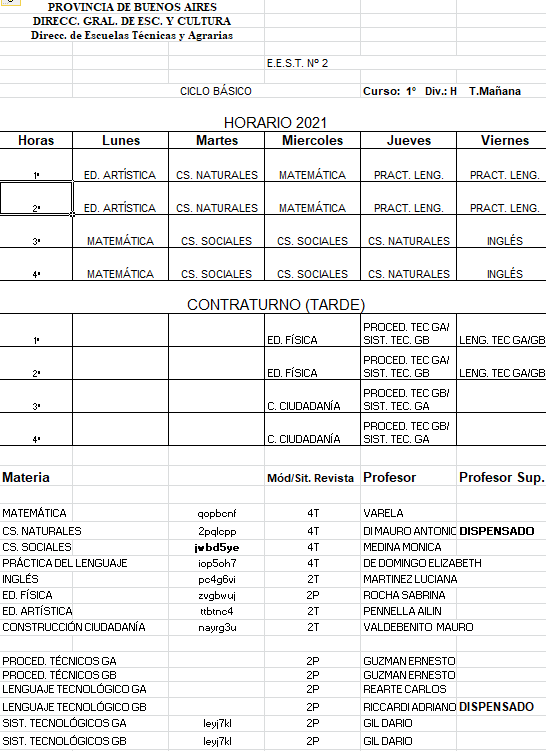 PROVINCIA DE BUENOS AIRES
DIRECC. GRAL. DE ESC. Y CULTURA
Direcc. de Escuelas Técnicas y Agrarias
E.E.S.T. Nº 2
CICLO BÁSICO Curso: 1º Div.: H T.Mañana
HORARIO 2021
Horas Lunes Martes Miercoles Jueves Viernes
1ª ED. ARTÍSTICA CS. NATURALES MATEMÁTICA PRACT. LENG. PRACT. LENG.
2ª ED. ARTÍSTICA CS. NATURALES MATEMÁTICA PRACT. LENG. PRACT. LENG.
3ª MATEMÁTICA CS. SOCIALES CS. SOCIALES CS. NATURALES INGLÉS
4ª MATEMÁTICA CS. SOCIALES CS. SOCIALES CS. NATURALES INGLÉS
CONTRATURNO (TARDE)
1ª ED. FÍSICA PROCED. TEC GA/ SIST. TEC. GB LENG. TEC GA/GB
2ª ED. FÍSICA PROCED. TEC GA/ SIST. TEC. GB LENG. TEC GA/GB
3ª C. CIUDADANÍA PROCED. TEC GB/ SIST. TEC. GA
4ª C. CIUDADANÍA PROCED. TEC GB/ SIST. TEC. GA
Materia Mód/Sit. Revista Profesor Profesor Sup.
MATEMÁTICA qopbcnf 4T VARELA
CS. NATURALES 2pqlcpp 4T DI MAURO ANTONIO DISPENSADO
CS. SOCIALES jwbd5ye 4T MEDINA MONICA
PRÁCTICA DEL LENGUAJE iop5oh7 4T DE DOMINGO ELIZABETH
INGLÉS pc4g6vi 2T MARTINEZ LUCIANA
ED. FÍSICA zvgbwuj 2P ROCHA SABRINA
ED. ARTÍSTICA ttbtnc4 2T PENNELLA AILIN
CONSTRUCCIÓN CIUDADANÍA nayrg3u 2T VALDEBENITO MAURO
PROCED. TÉCNICOS GA 2P GUZMAN ERNESTO
PROCED. TÉCNICOS GB 2P GUZMAN ERNESTO
LENGUAJE TECNOLÓGICO GA 2P REARTE CARLOS
LENGUAJE TECNOLÓGICO GB 2P RICCARDI ADRIANO DISPENSADO
SIST. TECNOLÓGICOS GA leyj7kl 2P GIL DARIO
SIST. TECNOLÓGICOS GB leyj7kl 2P GIL DARIO